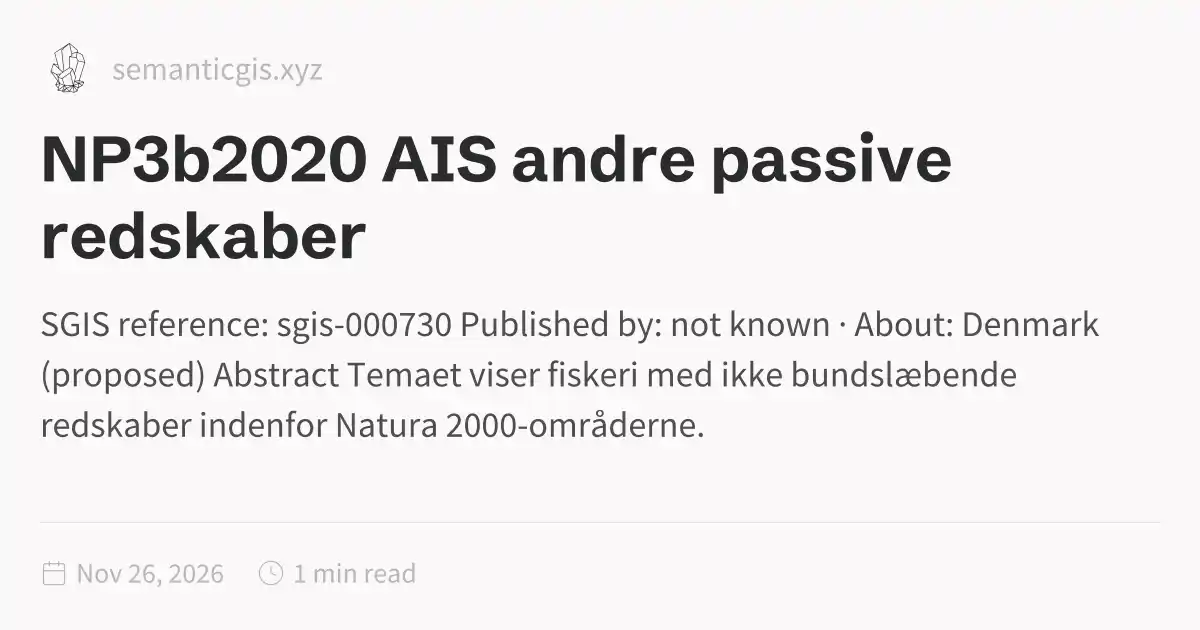 semanticgis.xyz
NP3b2020 AIS andre passive
redskaber
SGIS reference: sgis-000730 Published by: not known · About: Denmark
(proposed) Abstract Temaet viser fiskeri med ikke bundslæbende
redskaber indenfor Natura 2000-områderne.
Nov 26, 2026 1 min read